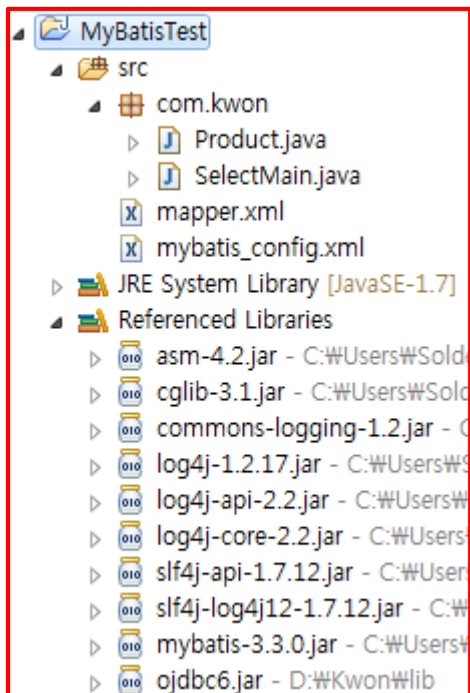 MyBatisTest
src
com.kwon
Product.java
SelectMain.java
mapper.xml
mybatis_config.xml
JRE System Library [JavaSE-1.7]
Referenced Libraries
asm-4.2.jar - C:₩Users₩Solde
cglib-3.1.jar - C:₩Users₩Sold
commons-logging-1.2.jar - C
log4j-1.2.17.jar - C:₩Users₩S
log4j-api-2.2.jar - C:₩Users₩
log4j-core-2.2.jar - C:₩Users
slf4j-api-1.7.12.jar - C:₩User
slf4j-log4j12-1.7.12.jar - C:₩
mybatis-3.3.0.jar - C:₩Users₩
ojdbc6.jar - D:₩Kwon₩lib